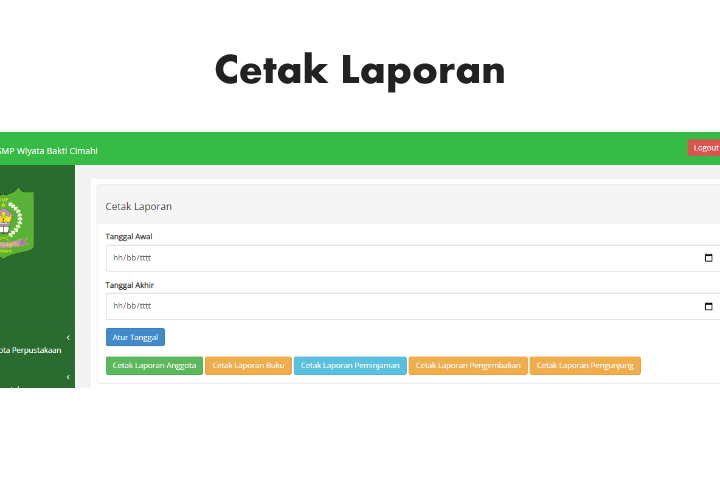 Cetak Laporan
SMP Wiyata Bakti Cimahi
Logout
Cetak Laporan
Tanggal Awal
hh/bb/tttt
Tanggal Akhir
hh/bb/tttt
Atur Tanggal
ota Perpustakaan
Cetak Laporan Anggota
Cetak Laporan Buku
Cetak Laporan Peminjaman
Cetak Laporan Pengembalian
Cetak Laporan Pengunjung